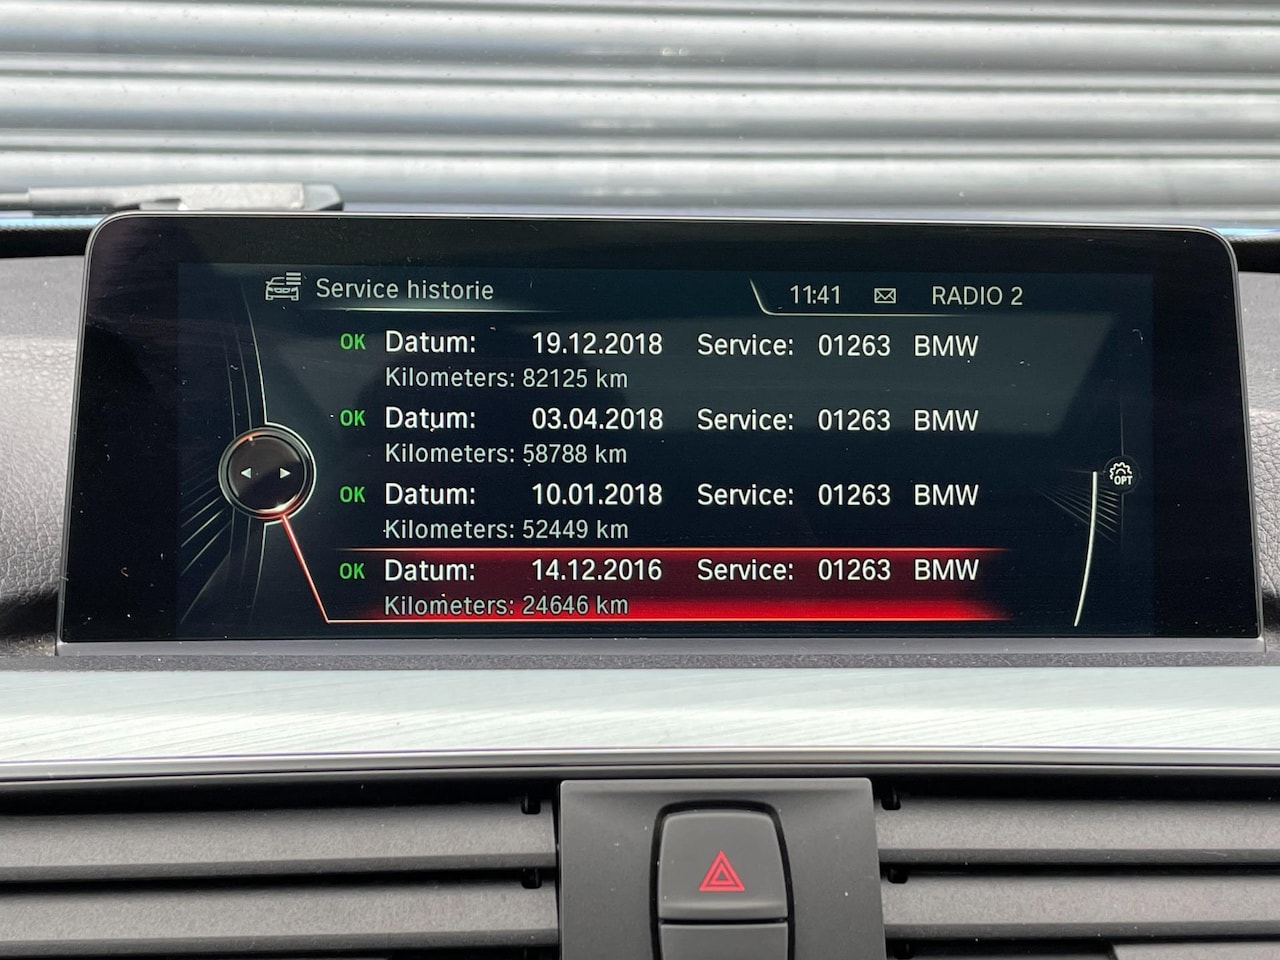 Service historie 11:41 RADIO 2
OK Datum: 19.12.2018 Service: 01263 BMW
Kilometers: 82125 km
OK Datum: 03.04.2018 Service: 01263 BMW
Kilometers: 58788 km
OK Datum: 10.01.2018 Service: 01263 BMW
OPT
Kilometers: 52449 km
OK Datum: 14.12.2016 Service: 01263 BMW
Kilometers: 24646 km